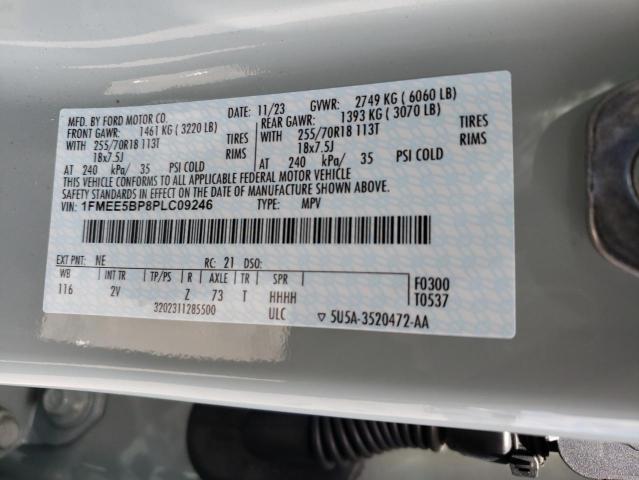 MFD. BY FORD MOTOR CO.
DATE: 11/23 GVWR: 2749 KG ( 6060 LB)
FRONT GAWR: 1461 KG ( 3220 LB) REAR GAWR: 1393 KG ( 3070 LB)
WITH 255/70R18 113T TIRES WITH 255/70R18 113T TIRES
18x7.5J RIMS 18x7.5J RIMS
AT 240 kPa/ 35 PSI COLD AT 240 kPa/ 35 PSI COLD
THIS VEHICLE CONFORMS TO ALL APPLICABLE FEDERAL MOTOR VEHICLE
SAFETY STANDARDS IN EFFECT ON THE DATE OF MANUFACTURE SHOWN ABOVE.
VIN: 1FMEE5BP8PLC09246 TYPE: MPV
EXT PNT: NE RC: 21 DSO:
WB INT TR TP/PS R AXLE TR SPR F0300
116 2V Z 73 T HHHH T0537
3202311285500 ULC ▽ 5U5A-3520472-AA